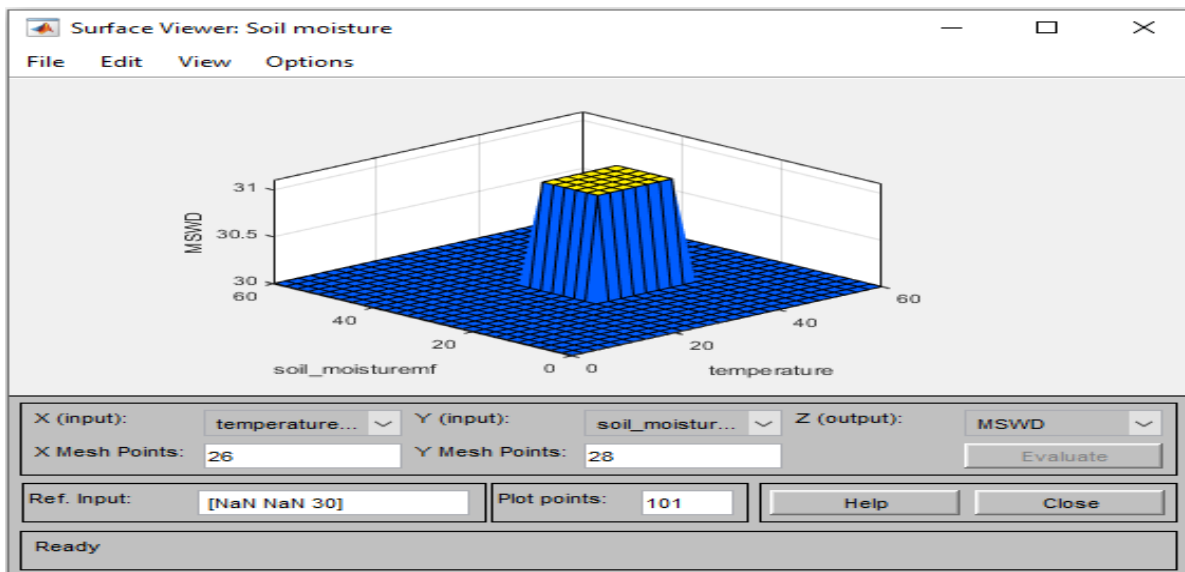 Surface Viewer: Soil moisture
File Edit View Options
31
30.5
30
MSWD
60
40
20
0
soil_moisturemf
0
20
40
60
temperature
X (input): temperature... Y (input): soil_moistur... Z (output): MSWD
X Mesh Points: 26 Y Mesh Points: 28 Evaluate
Ref. Input: [NaN NaN 30] Plot points: 101 Help Close
Ready